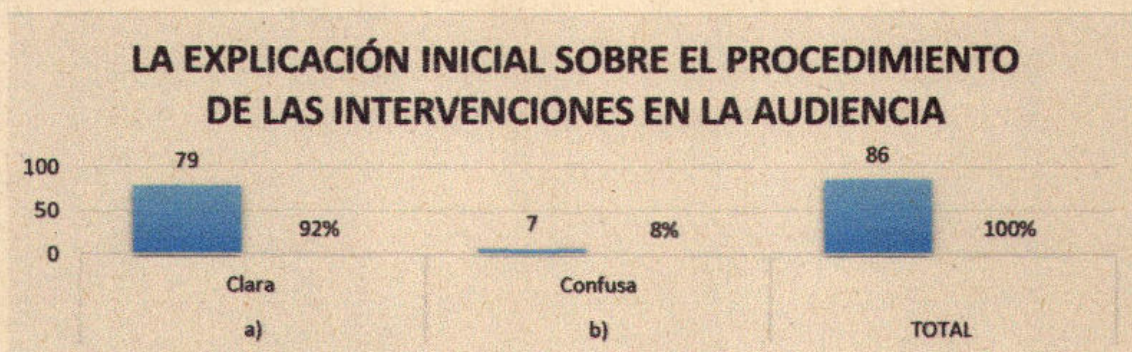 LA EXPLICACIÓN INICIAL SOBRE EL PROCEDIMIENTO
DE LAS INTERVENCIONES EN LA AUDIENCIA
79 86
100
50 92% 7 8% 100%
0
Clara Confusa
a) b) TOTAL